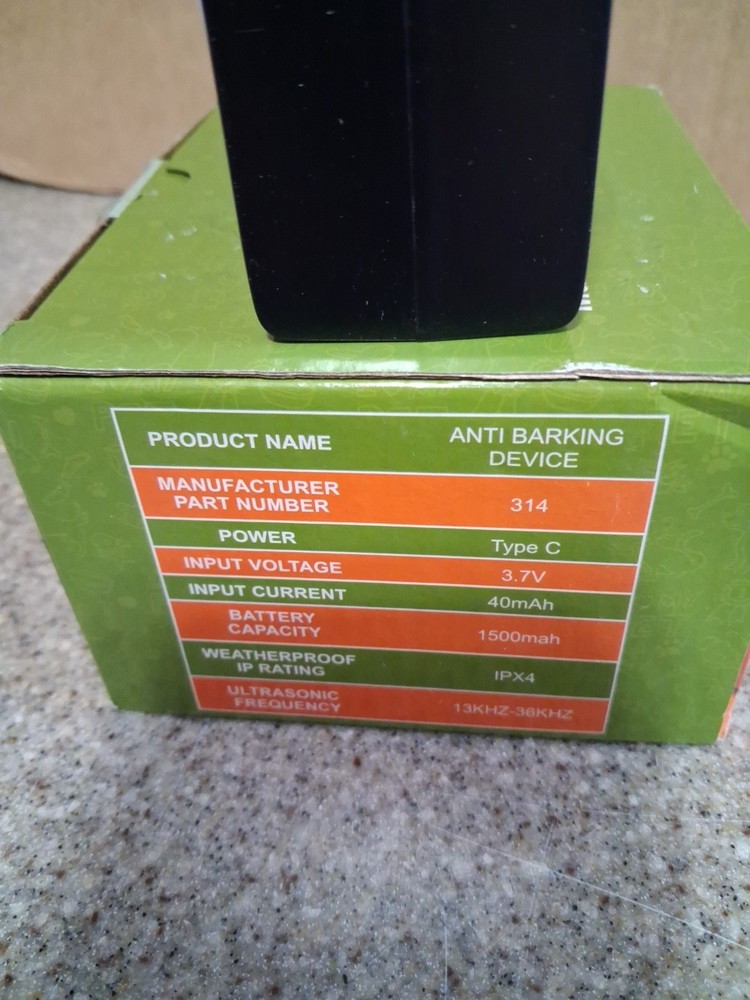 PRODUCT NAME
ANTI BARKING
DEVICE
MANUFACTURER
PART NUMBER
314
POWER
Type C
INPUT VOLTAGE
3.7V
INPUT CURRENT
40mAh
BATTERY
CAPACITY
1500mah
WEATHERPROOF
IP RATING
IPX4
ULTRASONIC
FREQUENCY
13KHZ-36KHZ